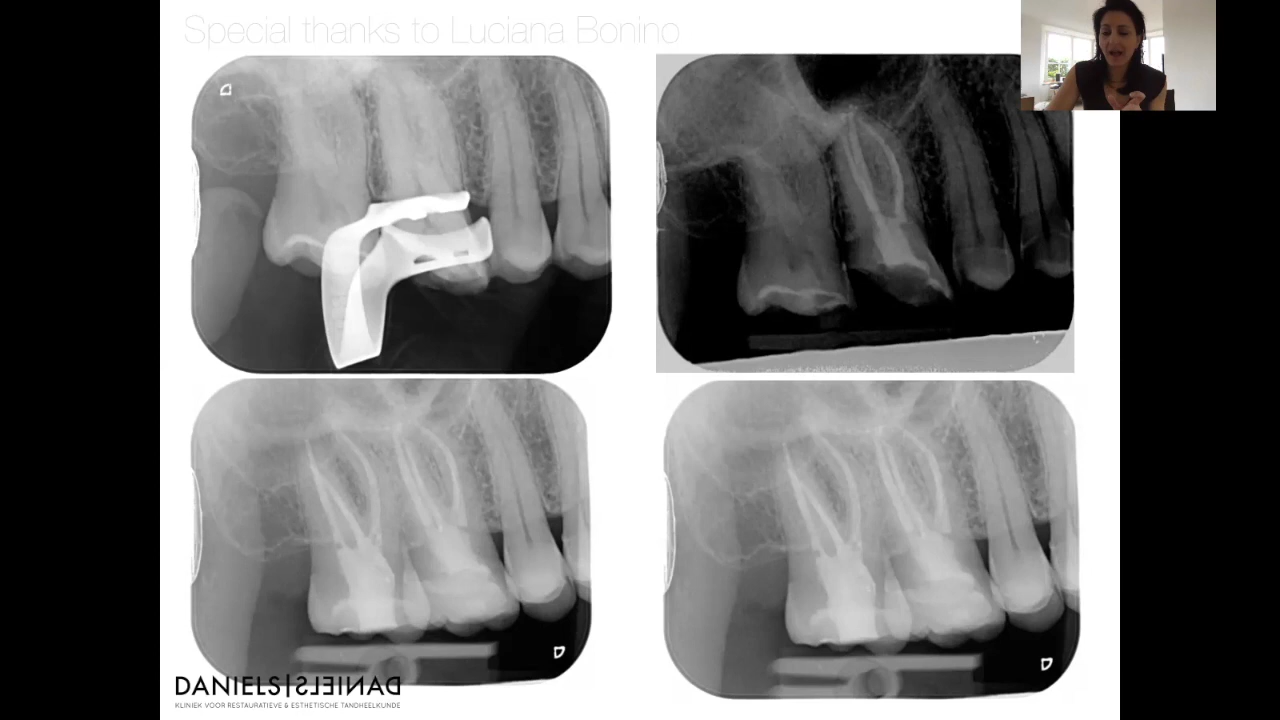 Special thanks to Luciana Bonino
D
D
D
DANIELS|DANIELS
KLINIEK VOOR RESTAURATIEVE & ESTHETISCHE TANDHEELKUNDE